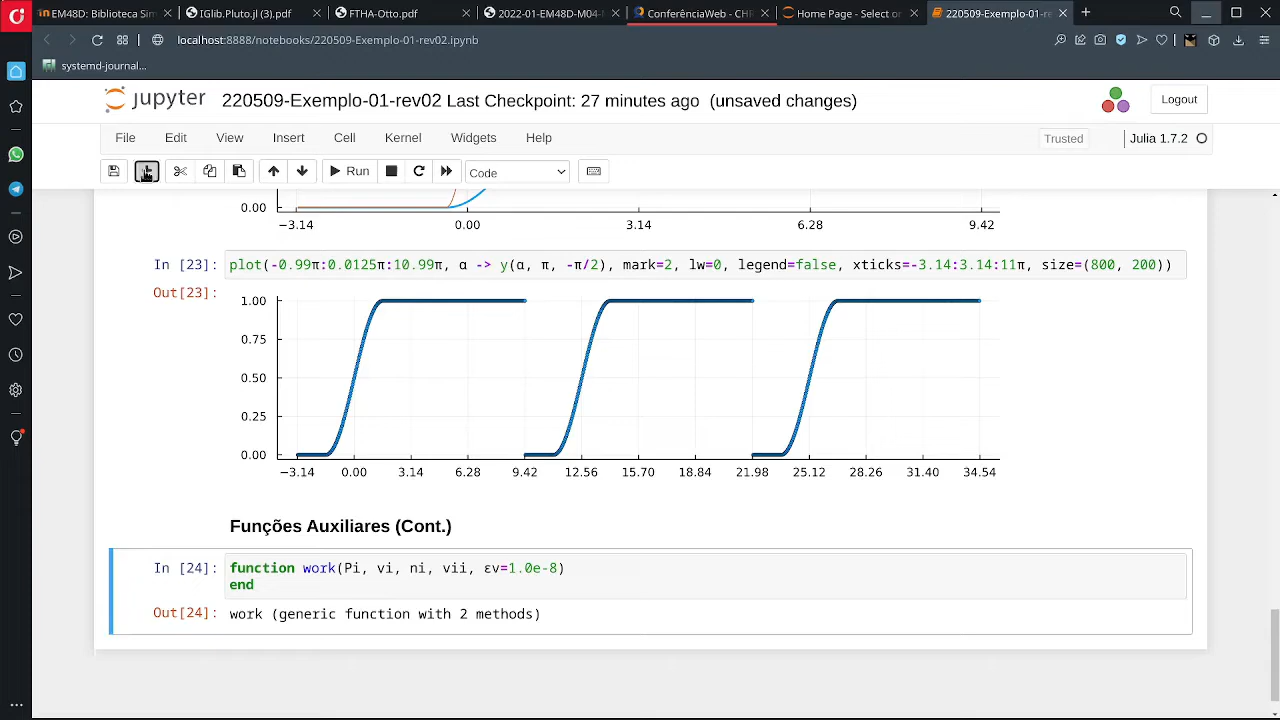 EM48D: Biblioteca Sim
IGlib.Pluto.jl (3).pdf
FTHA-Otto.pdf
2022-01-EM48D-M04-
ConferênciaWeb - CHR
Home Page - Select or
220509-Exemplo-01-re
localhost:8888/notebooks/220509-Exemplo-01-rev02.ipynb
systemd-journal...
jupyter 220509-Exemplo-01-rev02 Last Checkpoint: 27 minutes ago (unsaved changes)
Logout
File Edit View Insert Cell Kernel Widgets Help
Trusted
Julia 1.7.2
Run
Code
0.00
−3.14 0.00 3.14 6.28 9.42
In [23]: plot(-0.99π:0.0125π:10.99π, α -> y(α, π, -π/2), mark=2, lw=0, legend=false, xticks=-3.14:3.14:11π, size=(800, 200))
Out[23]:
1.00
0.75
0.50
0.25
0.00
−3.14 0.00 3.14 6.28 9.42 12.56 15.70 18.84 21.98 25.12 28.26 31.40 34.54
Funções Auxiliares (Cont.)
In [24]: function work(Pi, vi, ni, vii, εv=1.0e-8)
end
Out[24]: work (generic function with 2 methods)